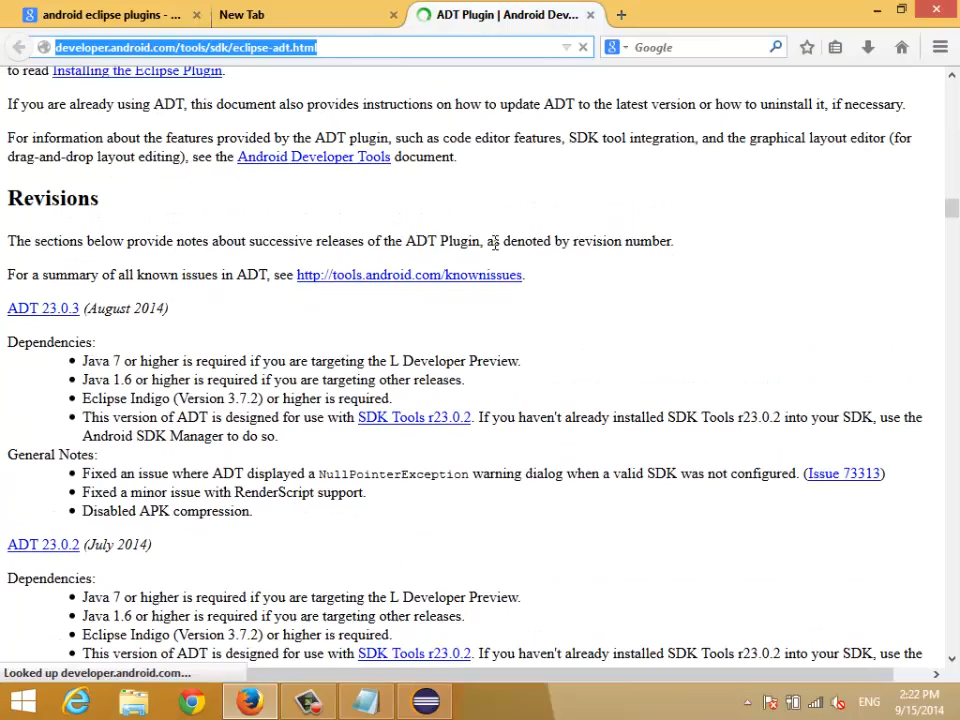 android eclipse plugins - ...
New Tab
ADT Plugin | Android Dev...
developer.android.com/tools/sdk/eclipse-adt.html
Google
to read Installing the Eclipse Plugin.
If you are already using ADT, this document also provides instructions on how to update ADT to the latest version or how to uninstall it, if necessary.
For information about the features provided by the ADT plugin, such as code editor features, SDK tool integration, and the graphical layout editor (for
drag-and-drop layout editing), see the Android Developer Tools document.
Revisions
The sections below provide notes about successive releases of the ADT Plugin, as denoted by revision number.
For a summary of all known issues in ADT, see http://tools.android.com/knownissues.
ADT 23.0.3 (August 2014)
Dependencies:
• Java 7 or higher is required if you are targeting the L Developer Preview.
• Java 1.6 or higher is required if you are targeting other releases.
• Eclipse Indigo (Version 3.7.2) or higher is required.
• This version of ADT is designed for use with SDK Tools r23.0.2. If you haven't already installed SDK Tools r23.0.2 into your SDK, use the
Android SDK Manager to do so.
General Notes:
• Fixed an issue where ADT displayed a NullPointerException warning dialog when a valid SDK was not configured. (Issue 73313)
• Fixed a minor issue with RenderScript support.
• Disabled APK compression.
ADT 23.0.2 (July 2014)
Dependencies:
• Java 7 or higher is required if you are targeting the L Developer Preview.
• Java 1.6 or higher is required if you are targeting other releases.
• Eclipse Indigo (Version 3.7.2) or higher is required.
• This version of ADT is designed for use with SDK Tools r23.0.2. If you haven't already installed SDK Tools r23.0.2 into your SDK, use the
Looked up developer.android.com...
ENG
2:22 PM
9/15/2014